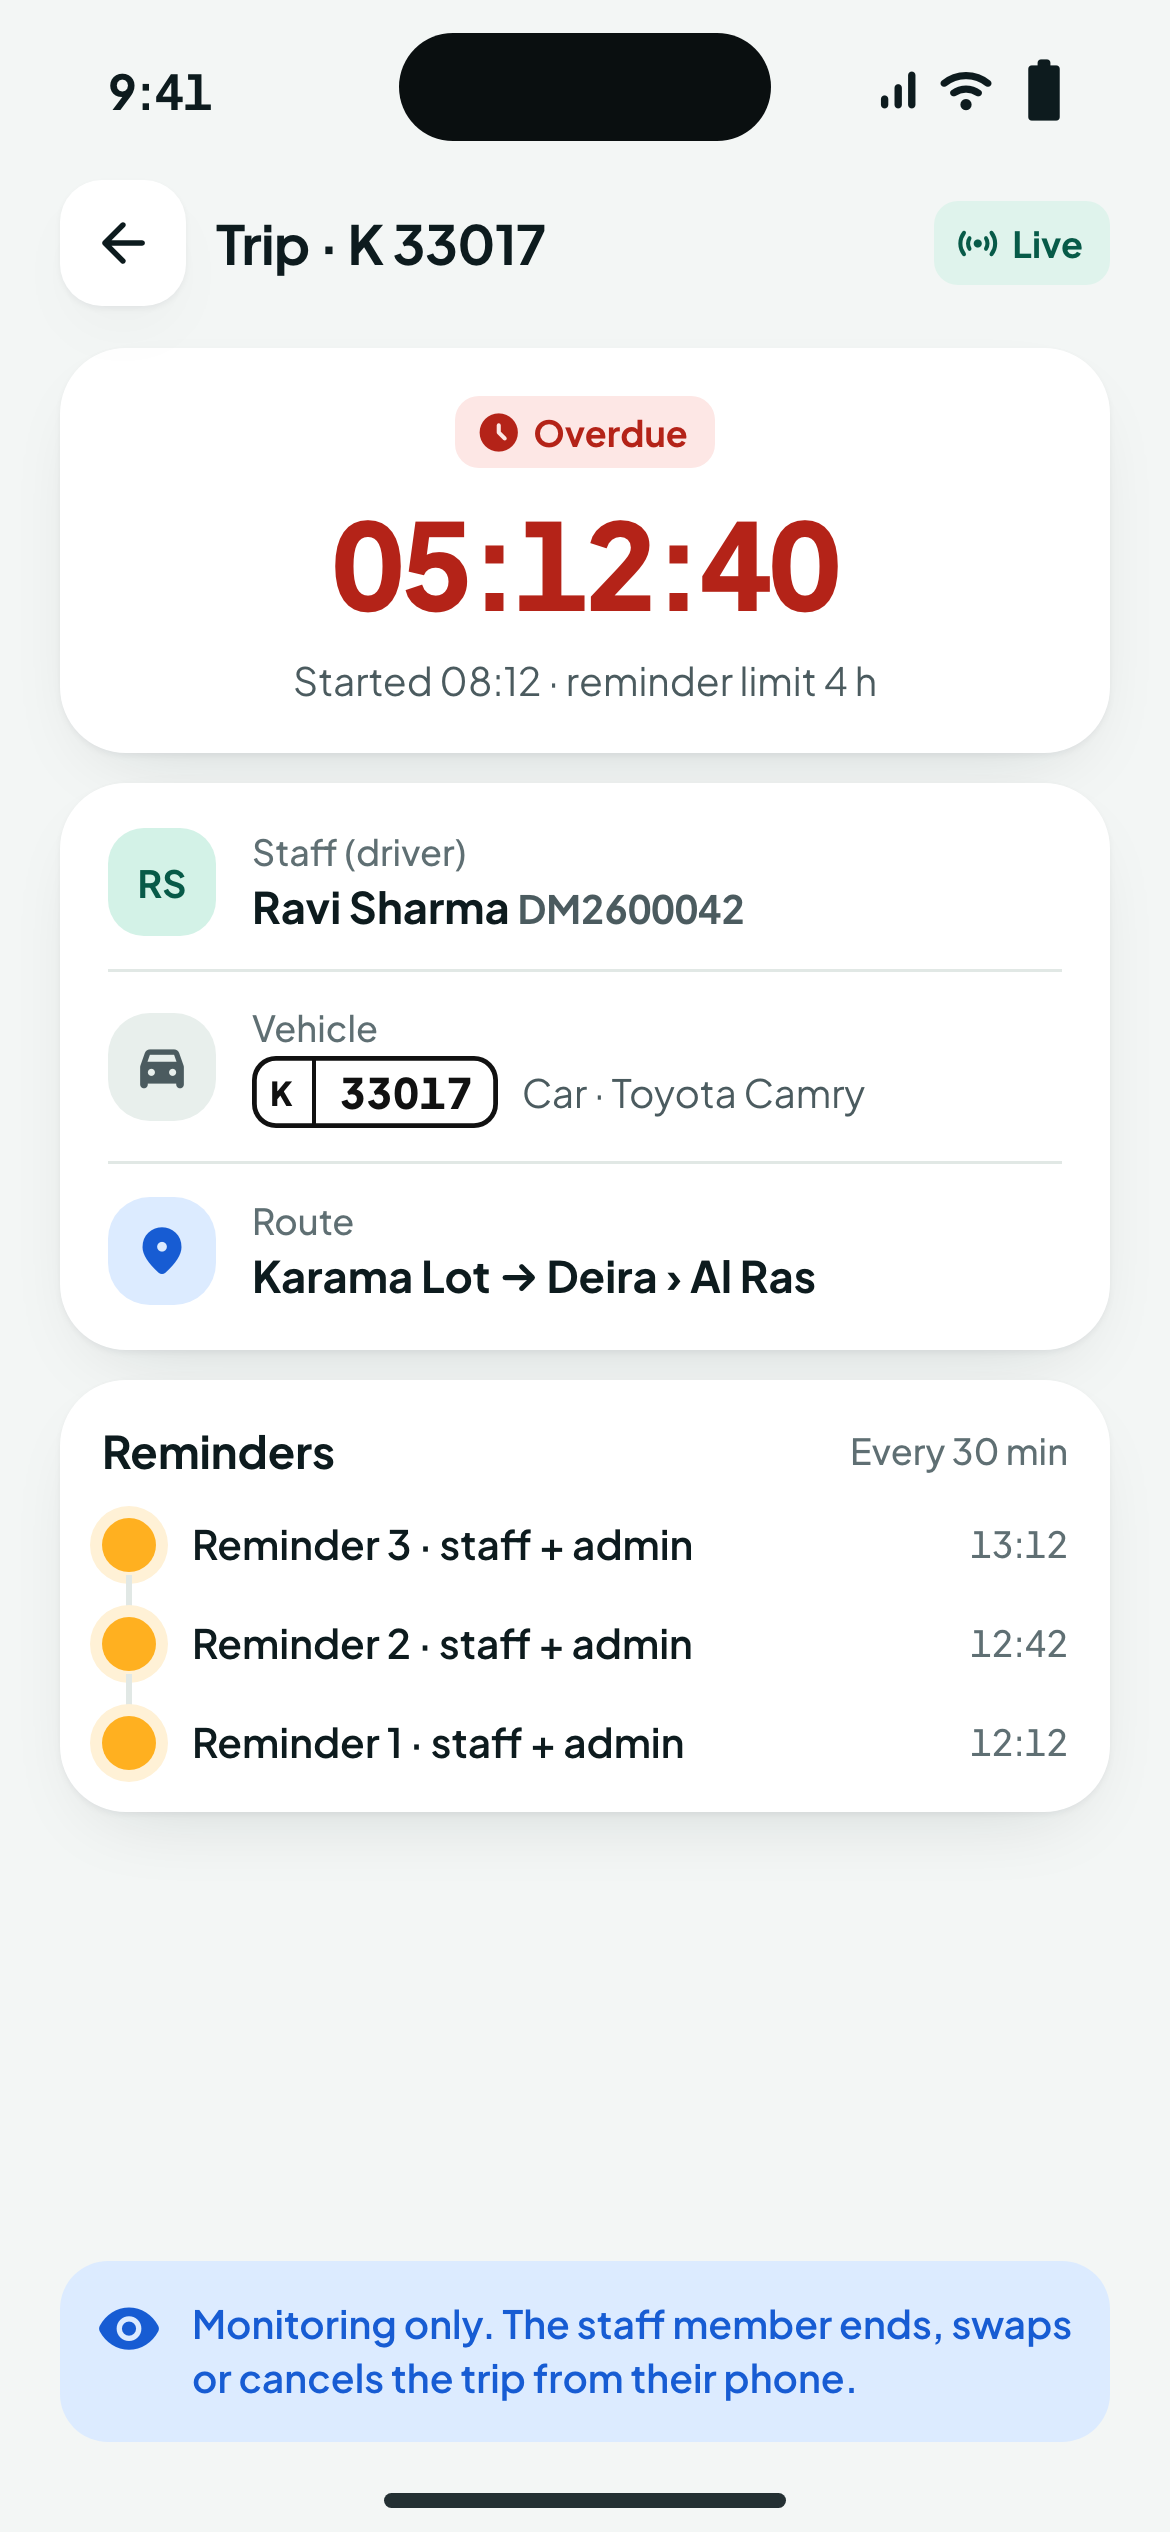 9:41
Trip · K 33017
Live
Overdue
05:12:40
Started 08:12 · reminder limit 4 h
RS
Staff (driver)
Ravi Sharma DM2600042
Vehicle
K 33017 Car · Toyota Camry
Route
Karama Lot → Deira › Al Ras
Reminders Every 30 min
Reminder 3 · staff + admin 13:12
Reminder 2 · staff + admin 12:42
Reminder 1 · staff + admin 12:12
Monitoring only. The staff member ends, swaps
or cancels the trip from their phone.